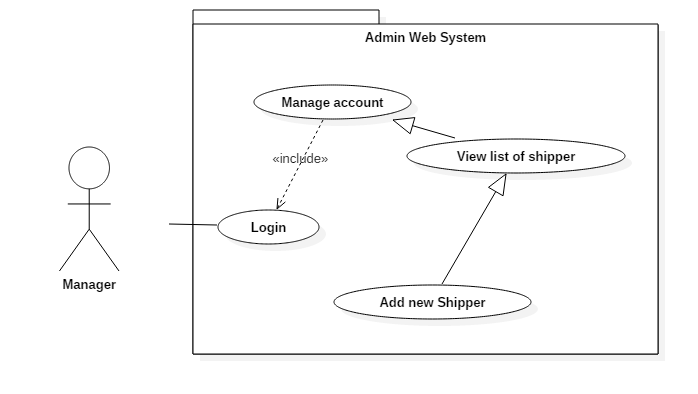 Admin Web System
Manage account
View list of shipper
«include»
Login
Manager
Add new Shipper